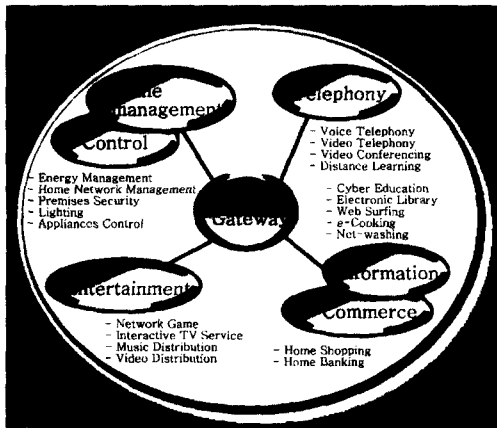 management
Control
- Energy Management
- Home Network Management
- Premises Security
- Lighting
- Appliances Control
Telephony
- Voice Telephony
- Video Telephony
- Video Conferencing
- Distance Learning
- Cyber Education
- Electronic Library
- Web Surfing
- e-Cooking
- Net-washing
Gateway
Entertainment
- Network Game
- Interactive TV Service
- Music Distribution
- Video Distribution
Information
Commerce
- Home Shopping
- Home Banking